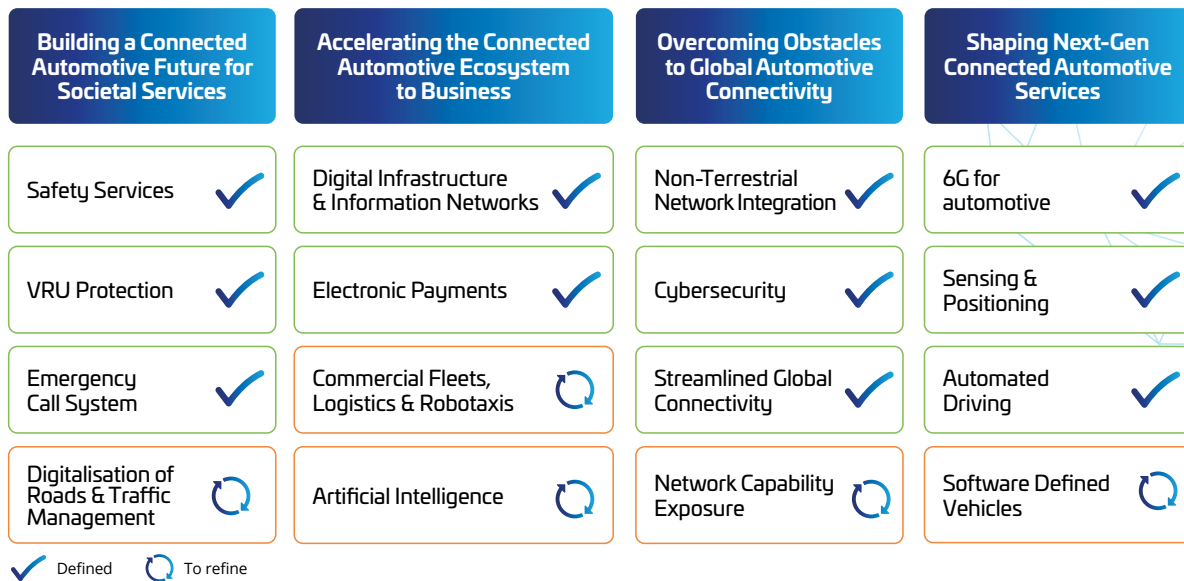 Building a Connected
Automotive Future for
Societal Services
Safety Services
VRU Protection
Emergency
Call System
Digitalisation of
Roads & Traffic
Management
Accelerating the Connected
Automotive Ecosystem
to Business
Digital Infrastructure
& Information Networks
Electronic Payments
Commercial Fleets,
Logistics & Robotaxis
Artificial Intelligence
Overcoming Obstacles
to Global Automotive
Connectivity
Non-Terrestrial
Network Integration
Cybersecurity
Streamlined Global
Connectivity
Network Capability
Exposure
Shaping Next-Gen
Connected Automotive
Services
6G for
automotive
Sensing &
Positioning
Automated
Driving
Software Defined
Vehicles
Defined
To refine